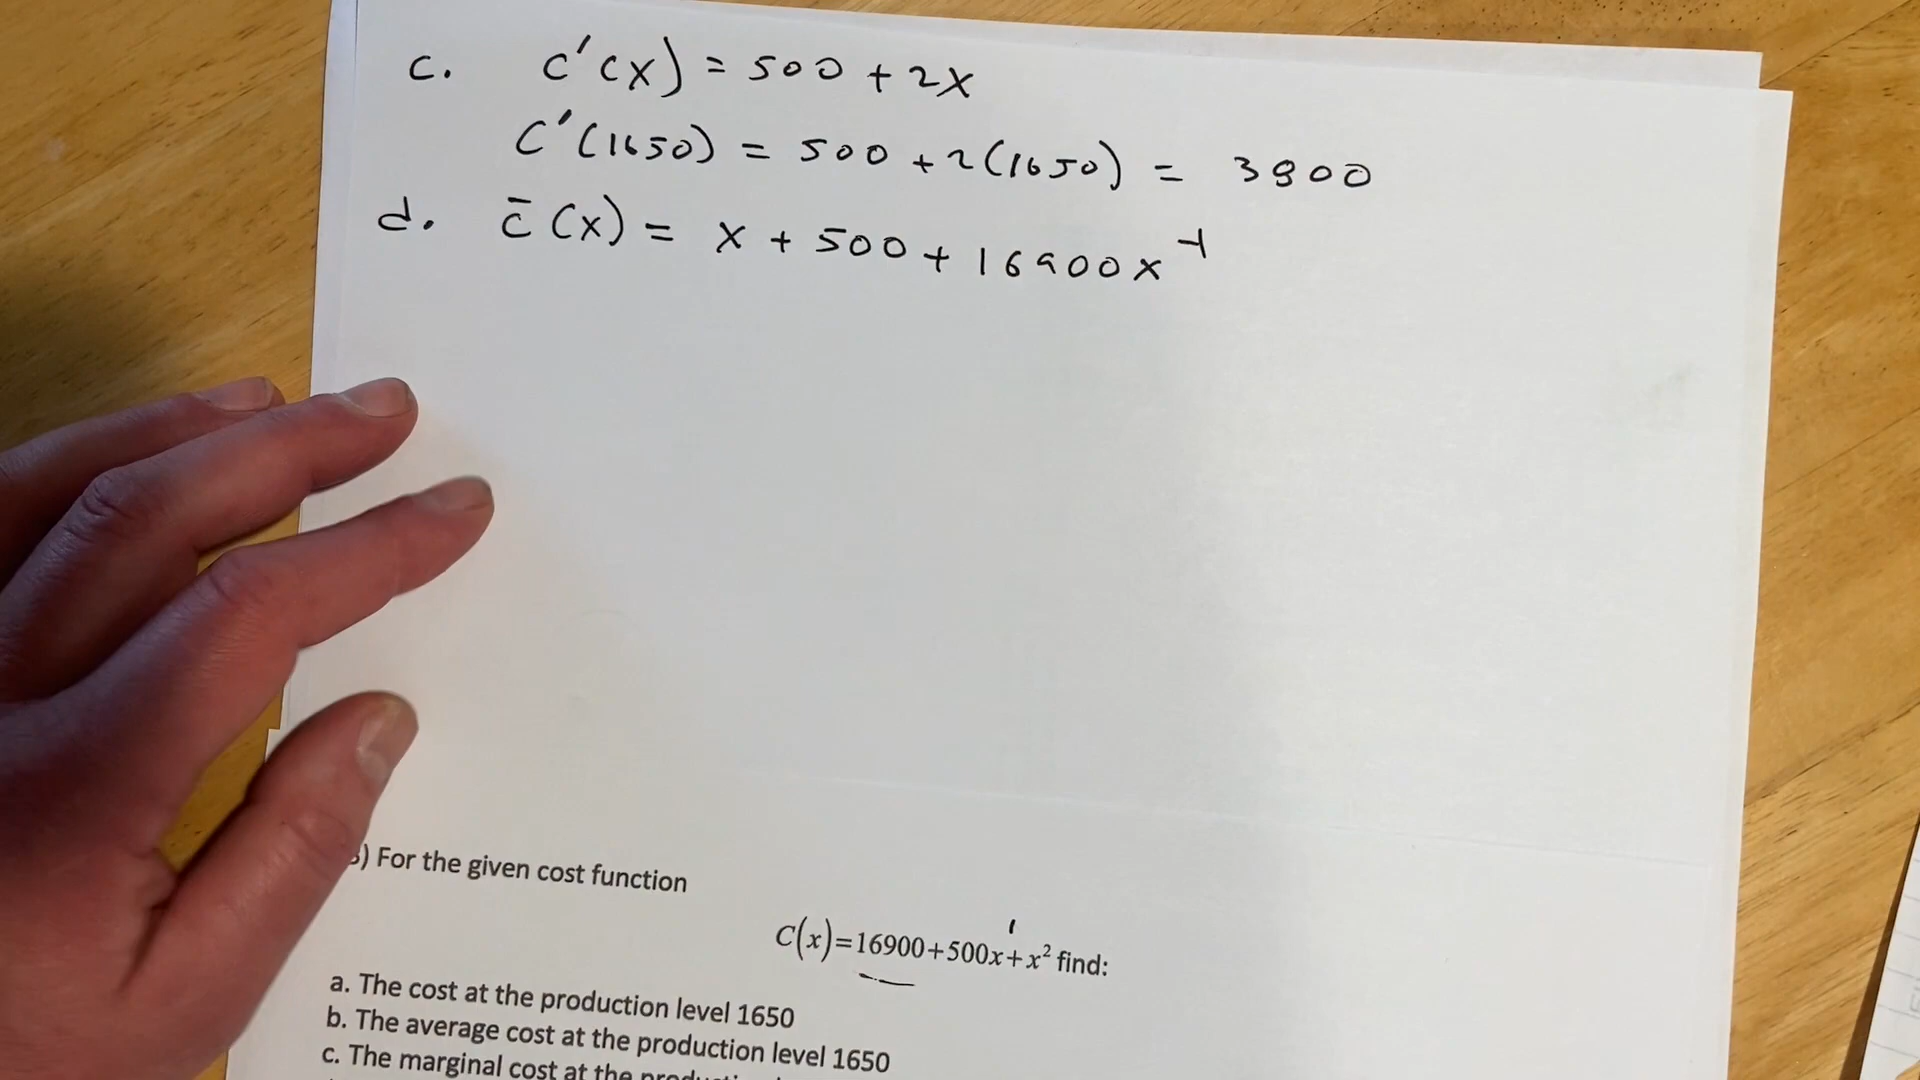 c. C'(x) = 500 + 2x
C'(1650) = 500 + 2(1650) = 3800
d. c̄(x) = x + 500 + 16900x⁻¹
3) For the given cost function
C(x)=16900+500x+x² find:
a. The cost at the production level 1650
b. The average cost at the production level 1650
c. The marginal cost at the